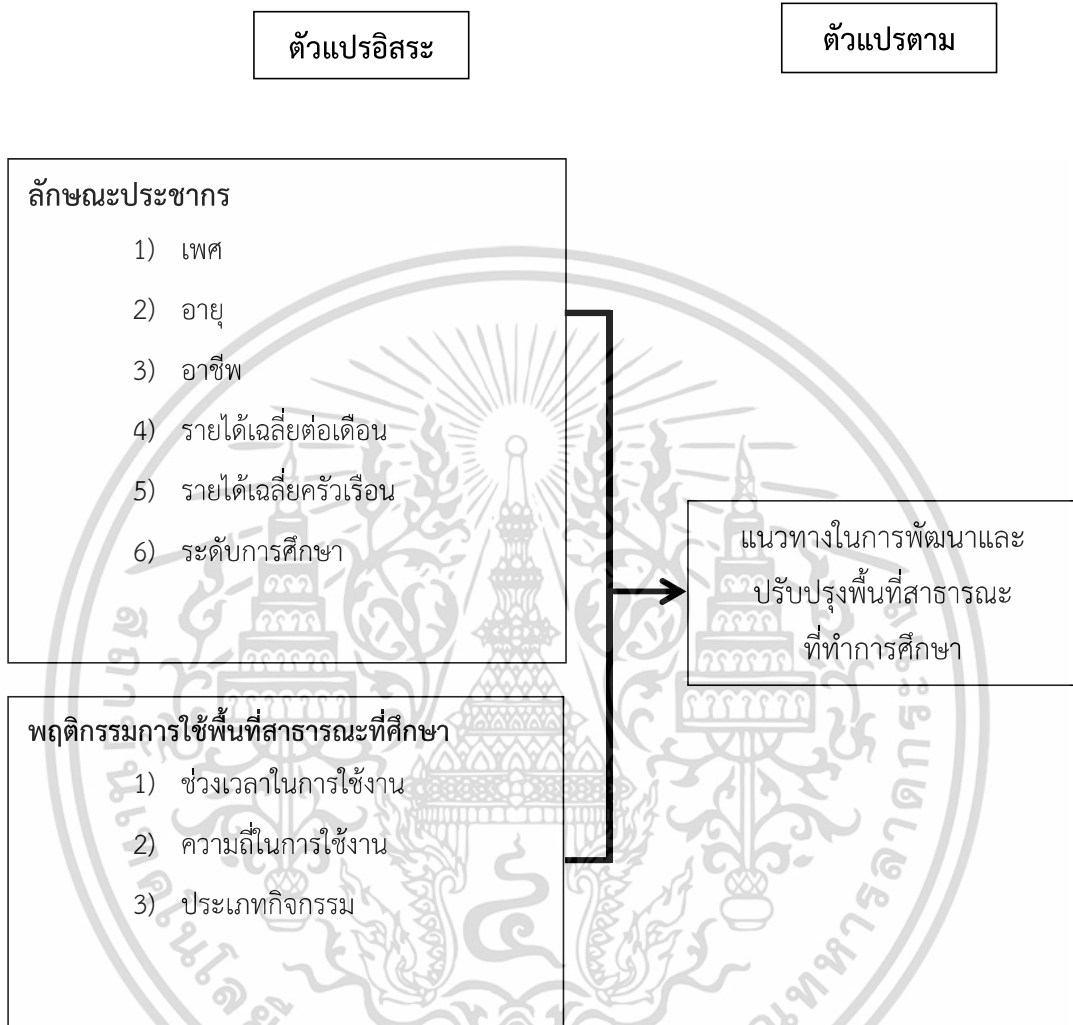 ตัวแปรอิสระ
ตัวแปรตาม
ลักษณะประชากร
1) เพศ
2) อายุ
3) อาชีพ
4) รายได้เฉลี่ยต่อเดือน
5) รายได้เฉลี่ยครัวเรือน
6) ระดับการศึกษา
พฤติกรรมการใช้พื้นที่สาธารณะที่ศึกษา
1) ช่วงเวลาในการใช้งาน
2) ความถี่ในการใช้งาน
3) ประเภทกิจกรรม
แนวทางในการพัฒนาและ
ปรับปรุงพื้นที่สาธารณะ
ที่ทำการศึกษา